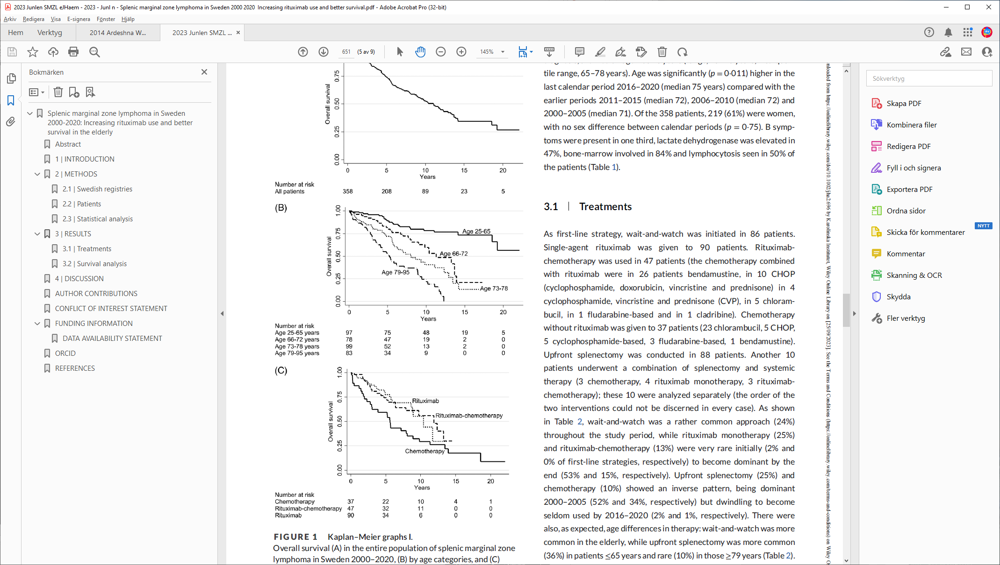 2023 Junlen SMZL eJHaem - 2023 - Junl n - Splenic marginal zone lymphoma in Sweden 2000 2020  Increasing rituximab use and better survival.pdf - Adobe Acrobat Pro (32-bit)
Arkiv Redigera Visa E-signera Fönster Hjälp
Hem Verktyg 2014 Ardeshna W... 2023 Junlen SMZL ...
651 (5 av 9) 145%
Bokmärken
Splenic marginal zone lymphoma in Sweden
2000-2020: Increasing rituximab use and better
survival in the elderly
Abstract
1 | INTRODUCTION
2 | METHODS
2.1 | Swedish registries
2.2 | Patients
2.3 | Statistical analysis
3 | RESULTS
3.1 | Treatments
3.2 | Survival analysis
4 | DISCUSSION
AUTHOR CONTRIBUTIONS
CONFLICT OF INTEREST STATEMENT
FUNDING INFORMATION
DATA AVAILABILITY STATEMENT
ORCID
REFERENCES
Overall survival
0.75
0.50
0.25
0.00
0 5 10 15 20
Years
Number at risk
All patients 358 208 89 23 5
(B)
Overall survival
1.00
0.75
0.50
0.25
0.00
Age 25-65
Age 66-72
Age 79-95
Age 73-78
0 5 10 15 20
Years
Number at risk
Age 25-65 years 97 75 48 19 5
Age 66-72 years 78 47 19 2 0
Age 73-78 years 99 52 13 2 0
Age 79-95 years 83 34 9 0 0
(C)
Overall survival
1.00
0.75
0.50
0.25
0.00
Rituximab
Rituximab-chemotherapy
Chemotherapy
0 5 10 15 20
Years
Number at risk
Chemotherapy 37 22 10 4 1
Rituximab-chemotherapy 47 32 11 0 0
Rituximab 90 34 6 0 0
FIGURE 1 Kaplan–Meier graphs I.
Overall survival (A) in the entire population of splenic marginal zone
lymphoma in Sweden 2000–2020, (B) by age categories, and (C)
tile range, 65–78 years). Age was significantly (p = 0·011) higher in the
last calendar period 2016–2020 (median 75 years) compared with the
earlier periods 2011–2015 (median 72), 2006–2010 (median 72) and
2000–2005 (median 71). Of the 358 patients, 219 (61%) were women,
with no sex difference between calendar periods (p = 0·75). B symp-
toms were present in one third, lactate dehydrogenase was elevated in
47%, bone-marrow involved in 84% and lymphocytosis seen in 50% of
the patients (Table 1).
3.1 | Treatments
As first-line strategy, wait-and-watch was initiated in 86 patients.
Single-agent rituximab was given to 90 patients. Rituximab-
chemotherapy was used in 47 patients (the chemotherapy combined
with rituximab were in 26 patients bendamustine, in 10 CHOP
(cyclophosphamide, doxorubicin, vincristine and prednisone) in 4
cyclophosphamide, vincristine and prednisone (CVP), in 5 chloram-
bucil, in 1 fludarabine-based and in 1 cladribine). Chemotherapy
without rituximab was given to 37 patients (23 chlorambucil, 5 CHOP,
5 cyclophosphamide-based, 3 fludarabine-based, 1 bendamustine).
Upfront splenectomy was conducted in 88 patients. Another 10
patients underwent a combination of splenectomy and systemic
therapy (3 chemotherapy, 4 rituximab monotherapy, 3 rituximab-
chemotherapy); these 10 were analyzed separately (the order of the
two interventions could not be discerned in every case). As shown
in Table 2, wait-and-watch was a rather common approach (24%)
throughout the study period, while rituximab monotherapy (25%)
and rituximab-chemotherapy (13%) were very rare initially (2% and
0% of first-line strategies, respectively) to become dominant by the
end (53% and 15%, respectively). Upfront splenectomy (25%) and
chemotherapy (10%) showed an inverse pattern, being dominant
2000–2005 (52% and 34%, respectively) but dwindling to become
seldom used by 2016–2020 (2% and 1%, respectively). There were
also, as expected, age differences in therapy: wait-and-watch was more
common in the elderly, while upfront splenectomy was more common
(36%) in patients ≤65 years and rare (10%) in those ≥79 years (Table 2).
nloaded from https://onlinelibrary.wiley.com/doi/10.1002/jha2.696 by Karolinska Institutet, Wiley Online Library on [25/09/2023]. See the Terms and Conditions (https://onlinelibrary.wiley.com/terms-and-conditions) on Wiley O
Sökverktyg
Skapa PDF
Kombinera filer
Redigera PDF
Fyll i och signera
Exportera PDF
Ordna sidor
Skicka för kommentarer NYTT
Kommentar
Skanning & OCR
Skydda
Fler verktyg